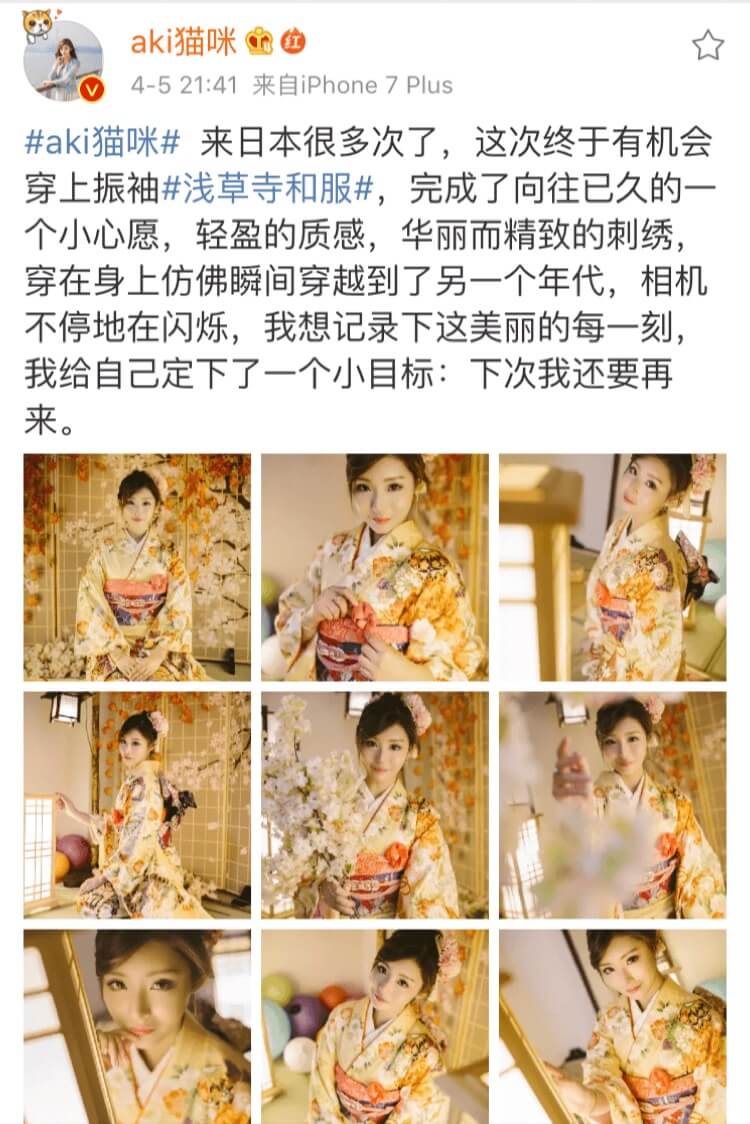 aki猫咪 红
4-5 21:41 来自iPhone 7 Plus
#aki猫咪# 来日本很多次了，这次终于有机会
穿上振袖#浅草寺和服#，完成了向往已久的一
个小心愿，轻盈的质感，华丽而精致的刺绣，
穿在身上仿佛瞬间穿越到了另一个年代，相机
不停地在闪烁，我想记录下这美丽的每一刻，
我给自己定下了一个小目标：下次我还要再
来。